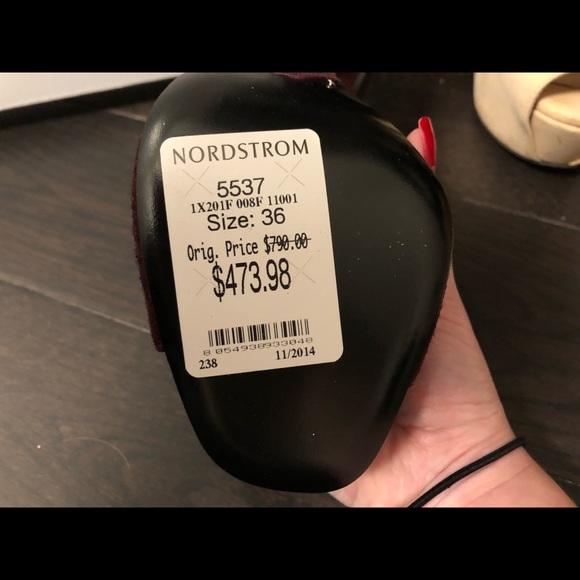 NORDSTROM
5537
1X201F 008F 11001
Size: 36
Orig. Price $790.00
$473.98
8 054938933048
238 11/2014